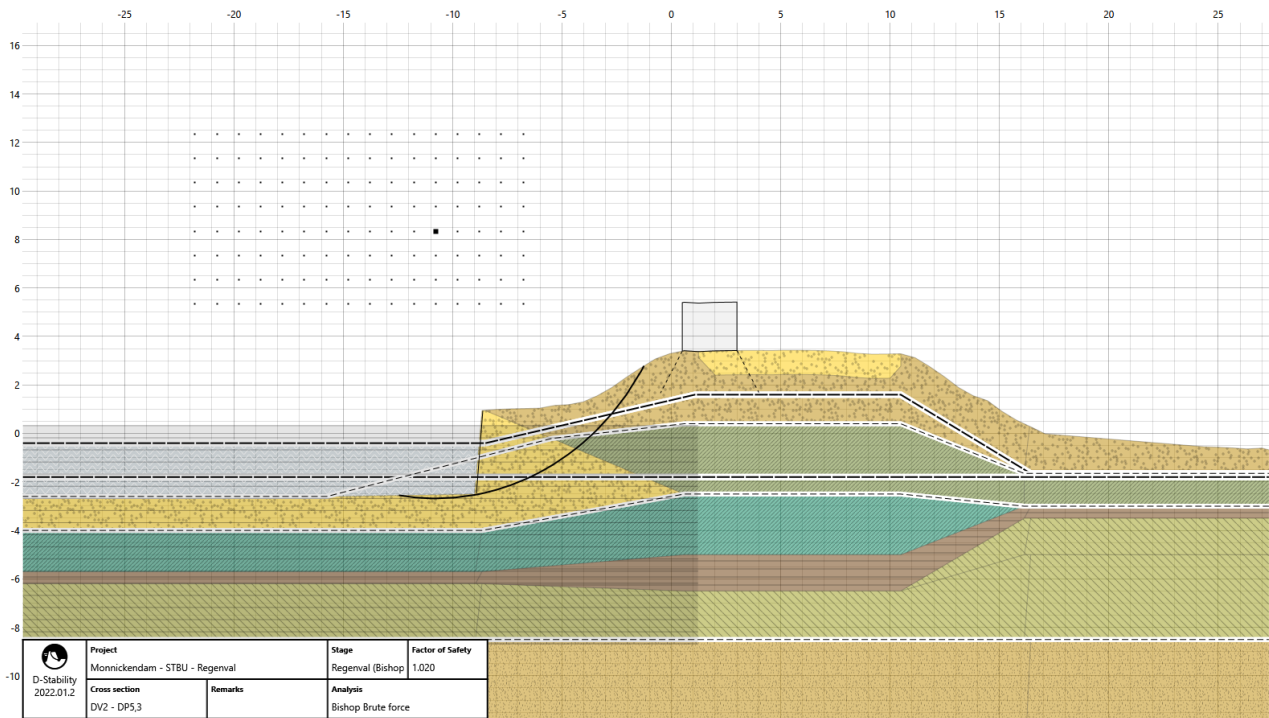 -25 -20 -15 -10 -5 0 5 10 15 20 25
16
14
12
10
8
6
4
2
0
-2
-4
-6
-8
-10
D-Stability
2022.01.2
Project
Monnickendam - STBU - Regenval
Stage
Regenval (Bishop
Factor of Safety
1.020
Cross section
DV2 - DP5,3
Remarks
Analysis
Bishop Brute force